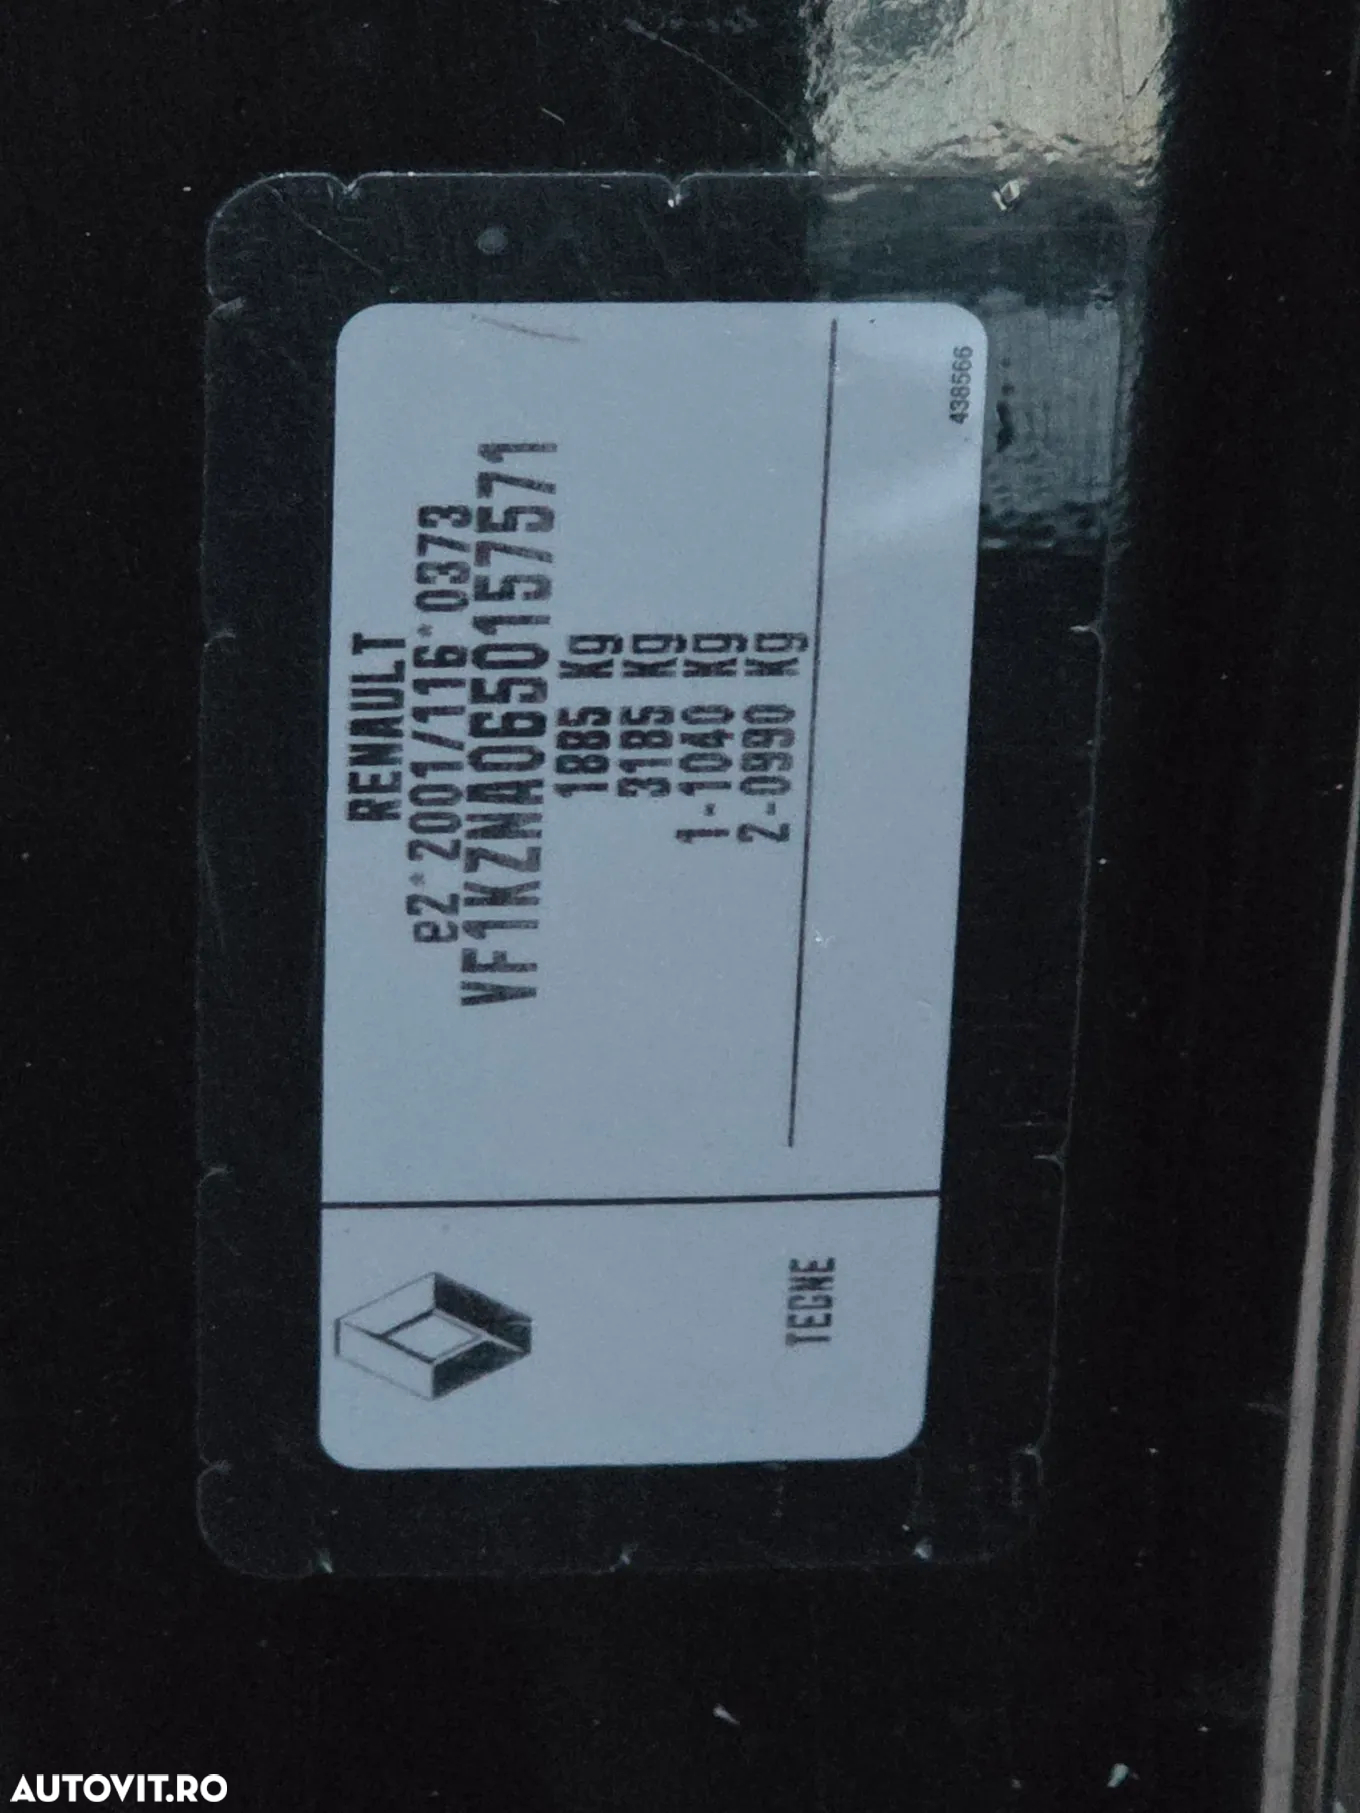 RENAULT
e2*2001/116*0373
VF1KZNA0650157571
1885 Kg
3185 Kg
1-1040 Kg
2-0990 Kg
438566
TEGNE
AUTOVIT.RO